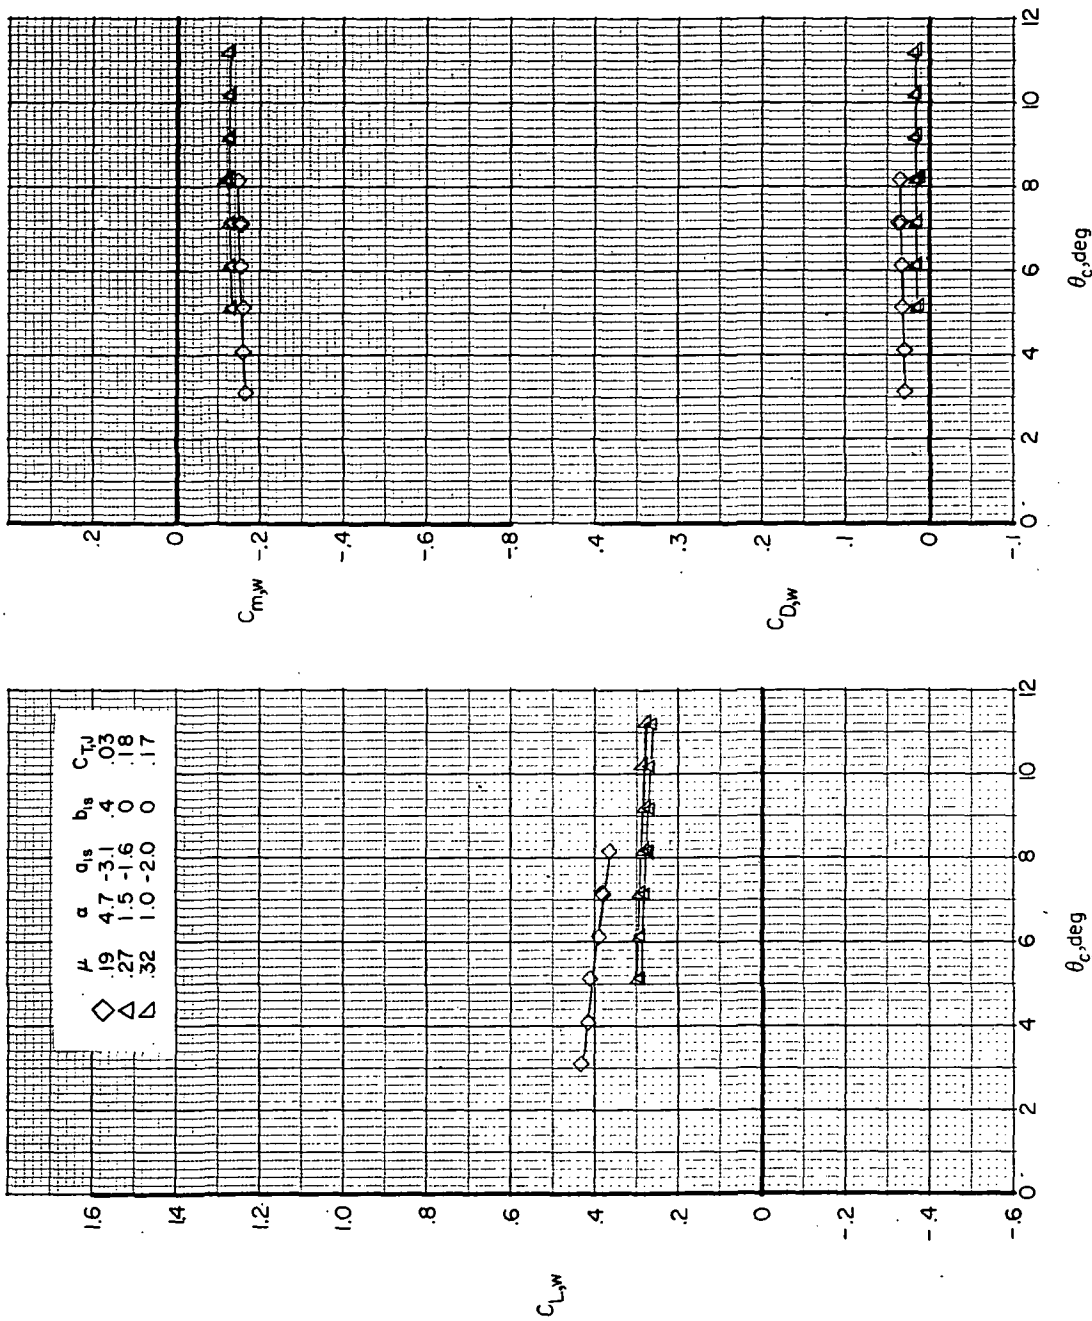 μ α a1s b1s CT,J
.19 4.7 -3.1 .4 .03
.27 1.5 -1.6 0 .18
.32 1.0 -2.0 0 .17
CL,w
1.6
1.4
1.2
1.0
.8
.6
.4
.2
0
-.2
-.4
-.6
0 2 4 6 8 10 12
θc,deg
Cm,w
.2
0
-.2
-.4
-.6
-.8
CD,w
.4
.3
.2
.1
0
-.1
0 2 4 6 8 10 12
θc,deg